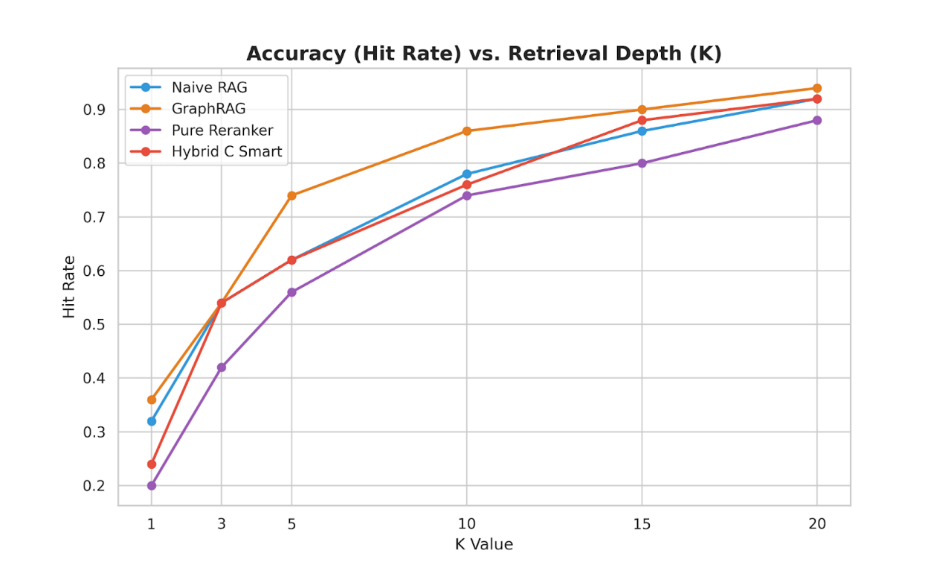 Accuracy (Hit Rate) vs. Retrieval Depth (K)
Naive RAG
GraphRAG
Pure Reranker
Hybrid C Smart
Hit Rate
0.9
0.8
0.7
0.6
0.5
0.4
0.3
0.2
1 3 5 10 15 20
K Value